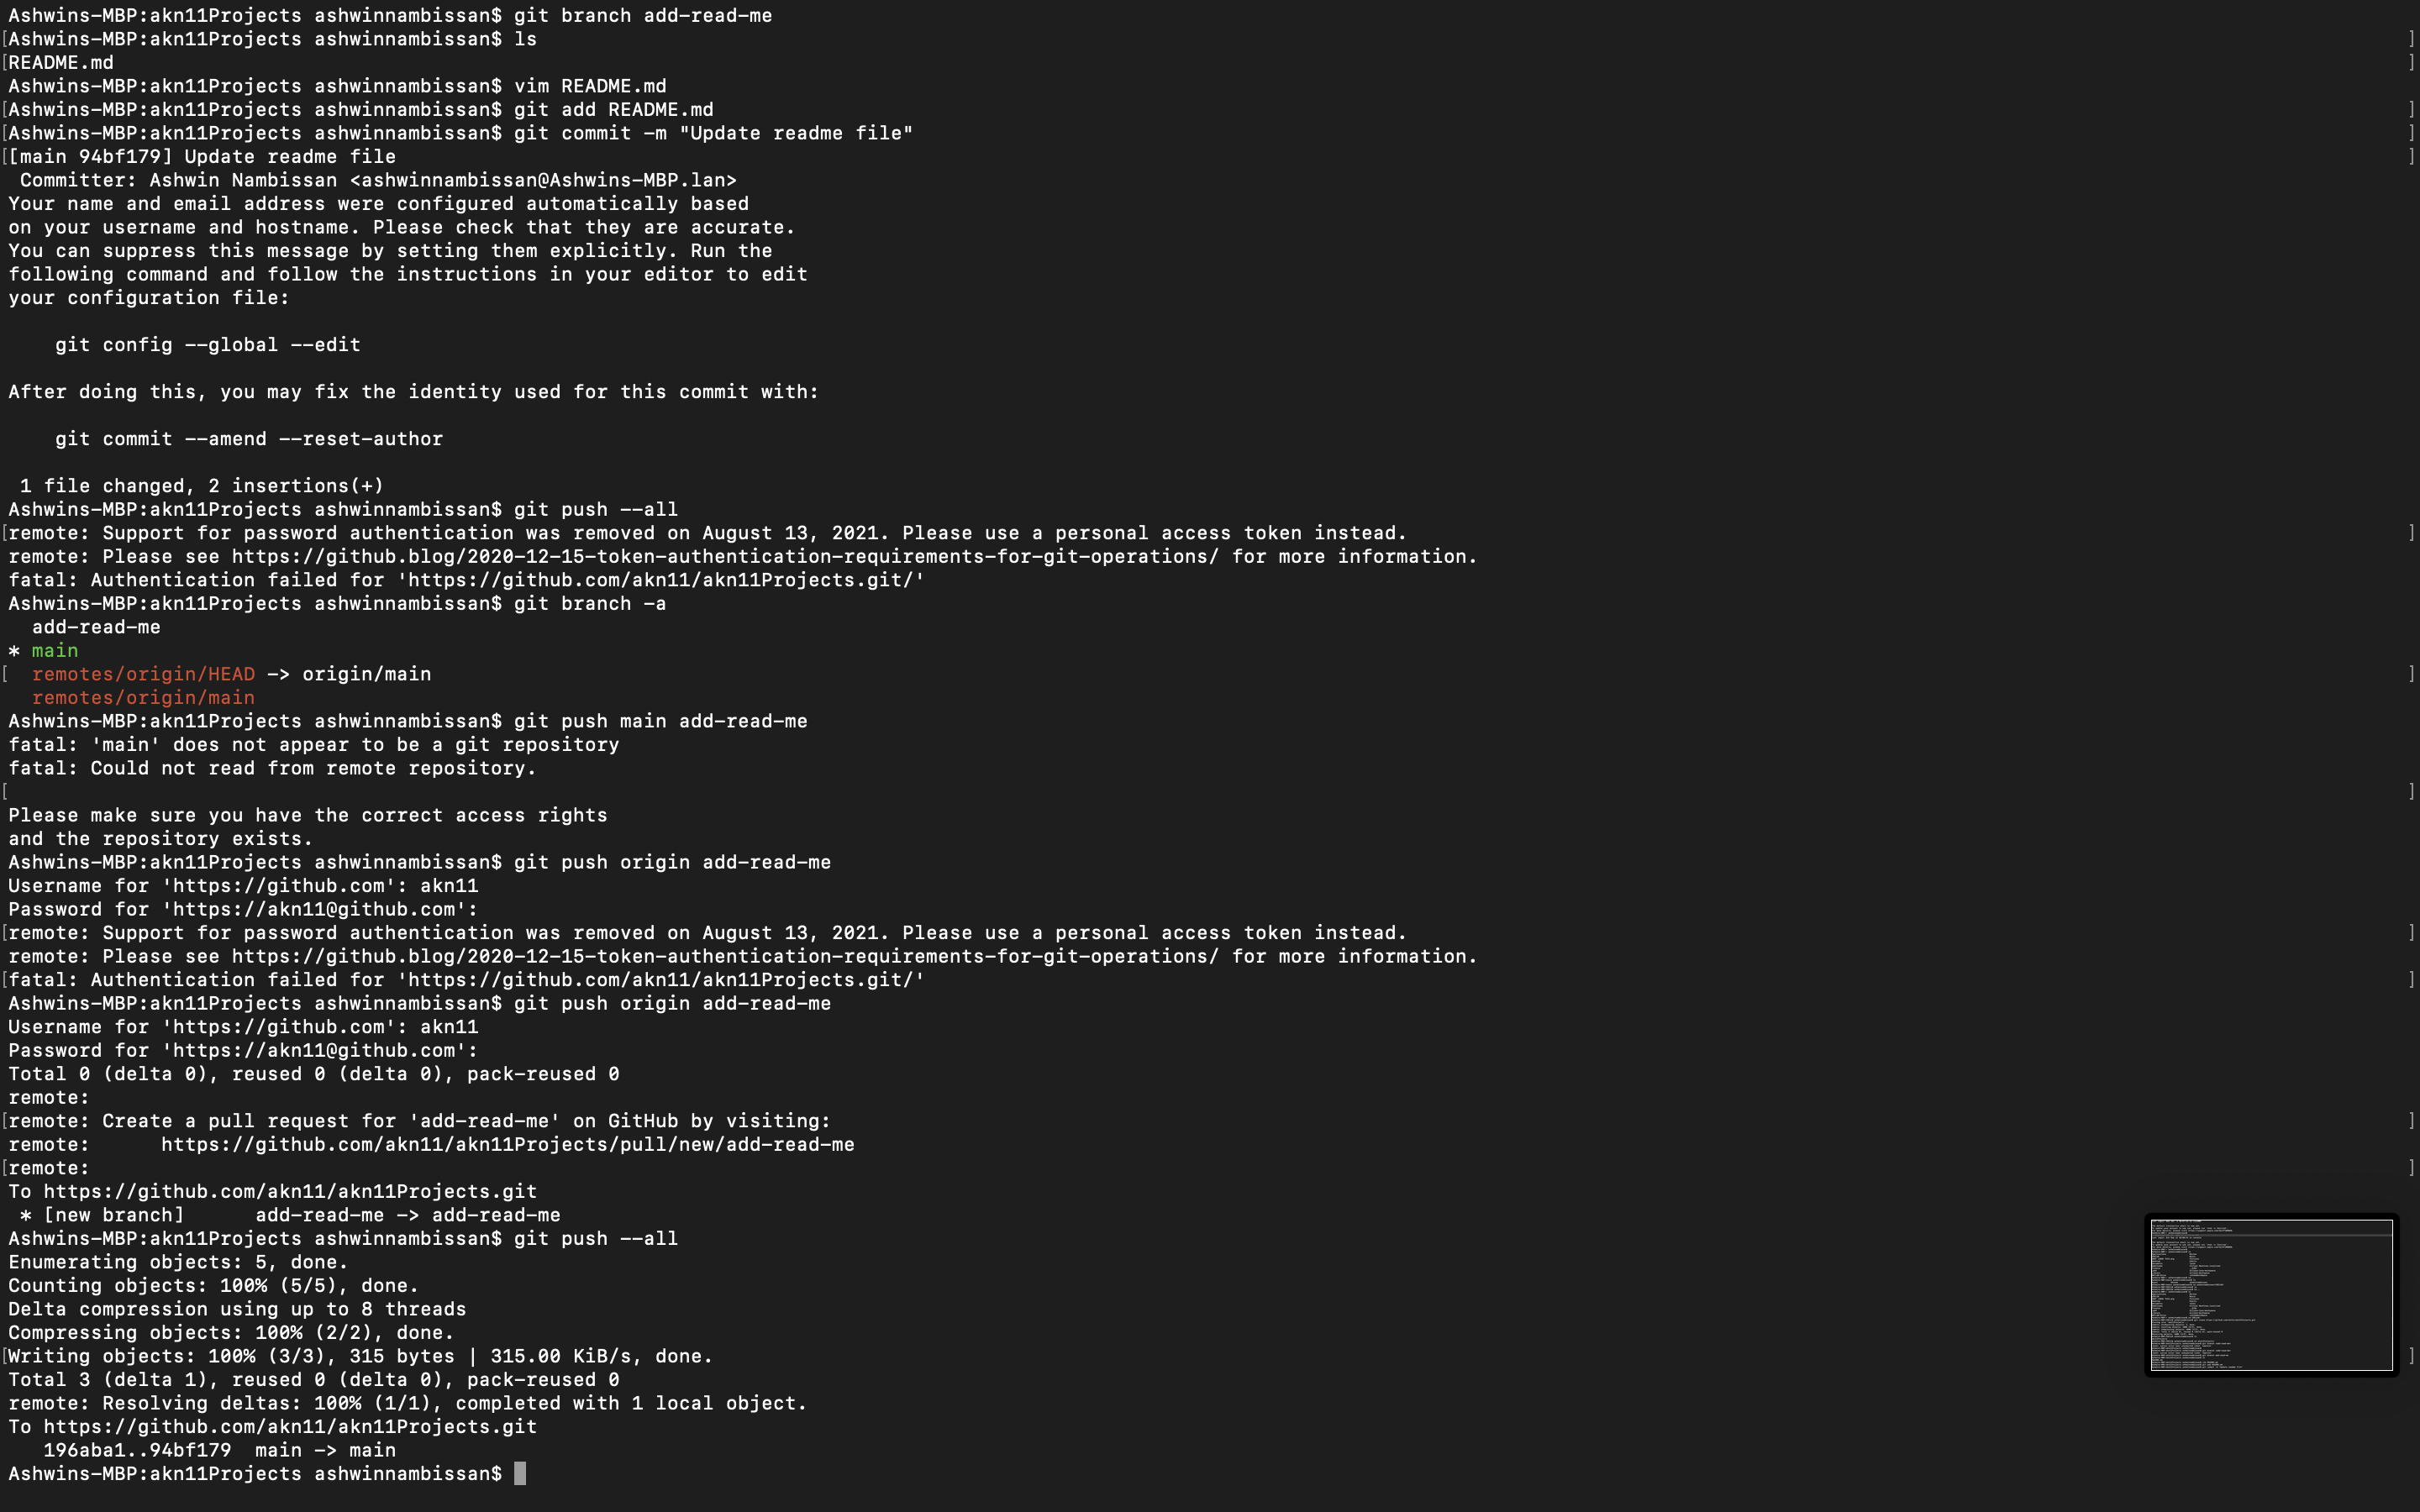 Ashwins-MBP:akn11Projects ashwinnambissan$ git branch add-read-me
[Ashwins-MBP:akn11Projects ashwinnambissan$ ls ]
[README.md ]
Ashwins-MBP:akn11Projects ashwinnambissan$ vim README.md
[Ashwins-MBP:akn11Projects ashwinnambissan$ git add README.md ]
[Ashwins-MBP:akn11Projects ashwinnambissan$ git commit -m "Update readme file" ]
[[main 94bf179] Update readme file ]
 Committer: Ashwin Nambissan <ashwinnambissan@Ashwins-MBP.lan>
Your name and email address were configured automatically based
on your username and hostname. Please check that they are accurate.
You can suppress this message by setting them explicitly. Run the
following command and follow the instructions in your editor to edit
your configuration file:
    git config --global --edit
After doing this, you may fix the identity used for this commit with:
    git commit --amend --reset-author
 1 file changed, 2 insertions(+)
Ashwins-MBP:akn11Projects ashwinnambissan$ git push --all
[remote: Support for password authentication was removed on August 13, 2021. Please use a personal access token instead. ]
remote: Please see https://github.blog/2020-12-15-token-authentication-requirements-for-git-operations/ for more information.
fatal: Authentication failed for 'https://github.com/akn11/akn11Projects.git/'
Ashwins-MBP:akn11Projects ashwinnambissan$ git branch -a
  add-read-me
* main
[  remotes/origin/HEAD -> origin/main ]
  remotes/origin/main
Ashwins-MBP:akn11Projects ashwinnambissan$ git push main add-read-me
fatal: 'main' does not appear to be a git repository
fatal: Could not read from remote repository.
[ ]
Please make sure you have the correct access rights
and the repository exists.
Ashwins-MBP:akn11Projects ashwinnambissan$ git push origin add-read-me
Username for 'https://github.com': akn11
Password for 'https://akn11@github.com':
[remote: Support for password authentication was removed on August 13, 2021. Please use a personal access token instead. ]
remote: Please see https://github.blog/2020-12-15-token-authentication-requirements-for-git-operations/ for more information.
[fatal: Authentication failed for 'https://github.com/akn11/akn11Projects.git/' ]
Ashwins-MBP:akn11Projects ashwinnambissan$ git push origin add-read-me
Username for 'https://github.com': akn11
Password for 'https://akn11@github.com':
Total 0 (delta 0), reused 0 (delta 0), pack-reused 0
remote:
[remote: Create a pull request for 'add-read-me' on GitHub by visiting: ]
remote:      https://github.com/akn11/akn11Projects/pull/new/add-read-me
[remote: ]
To https://github.com/akn11/akn11Projects.git
 * [new branch]      add-read-me -> add-read-me
Ashwins-MBP:akn11Projects ashwinnambissan$ git push --all
Enumerating objects: 5, done.
Counting objects: 100% (5/5), done.
Delta compression using up to 8 threads
Compressing objects: 100% (2/2), done.
[Writing objects: 100% (3/3), 315 bytes | 315.00 KiB/s, done. ]
Total 3 (delta 1), reused 0 (delta 0), pack-reused 0
remote: Resolving deltas: 100% (1/1), completed with 1 local object.
To https://github.com/akn11/akn11Projects.git
   196aba1..94bf179  main -> main
Ashwins-MBP:akn11Projects ashwinnambissan$